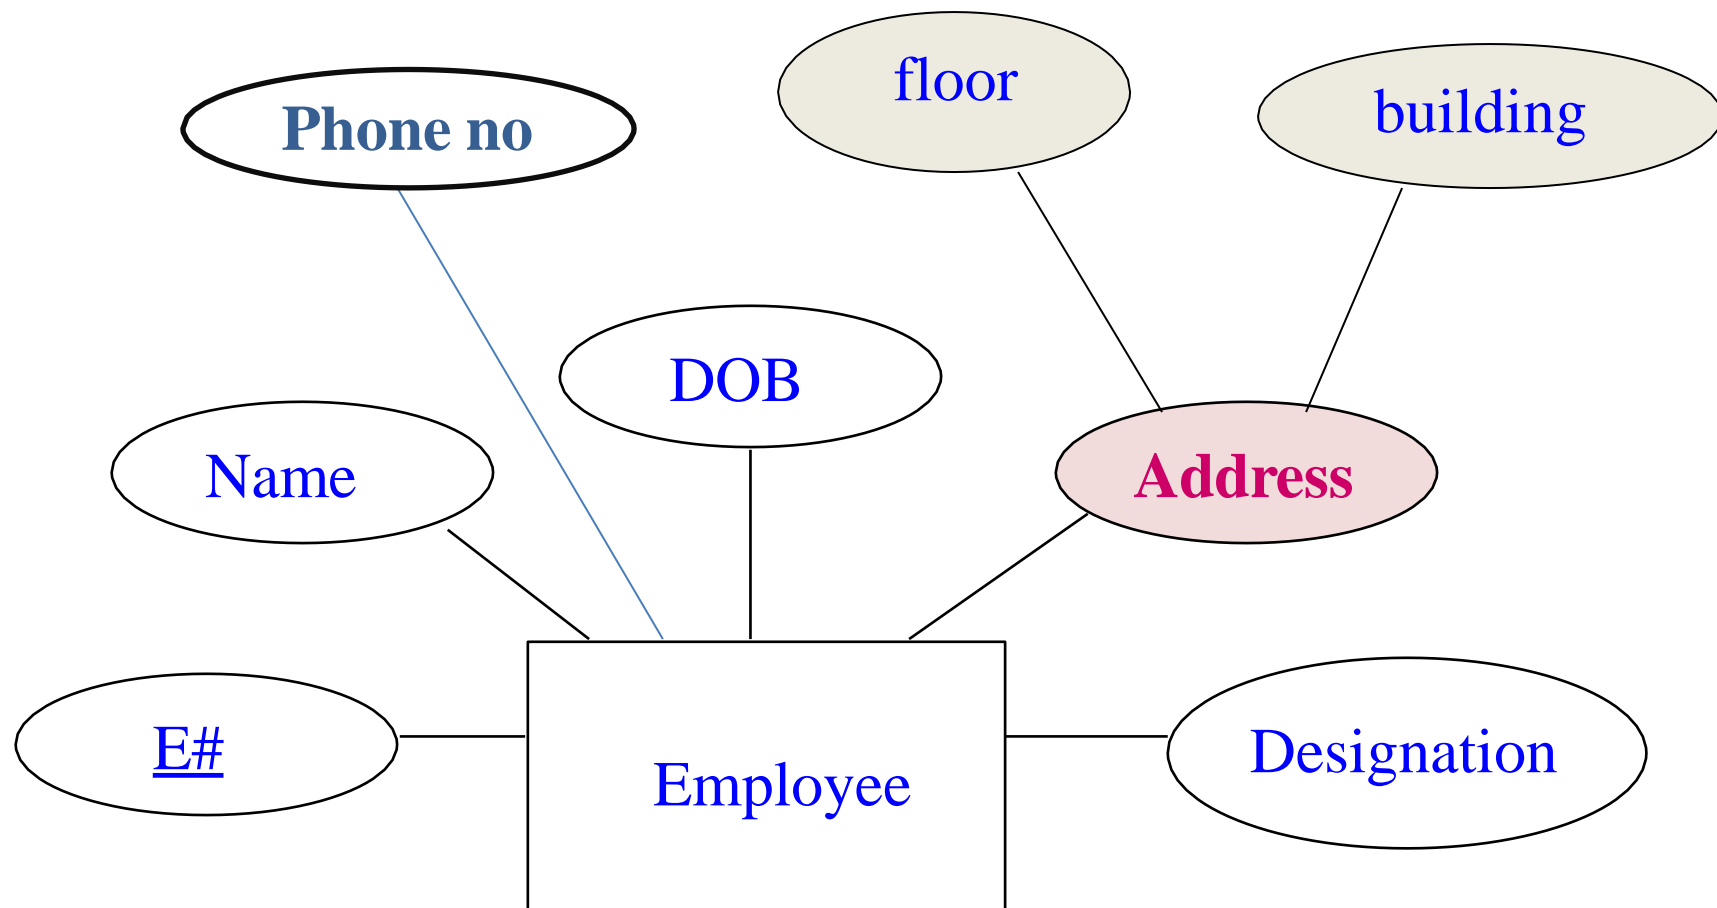 floor
building
Phone no
DOB
Name
Address
E#
Employee
Designation